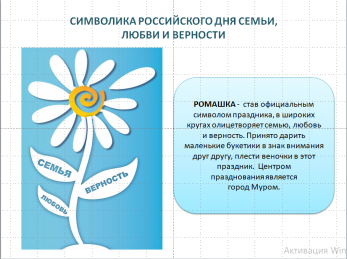 СИМВОЛИКА РОССИЙСКОГО ДНЯ СЕМЬИ,
ЛЮБВИ И ВЕРНОСТИ
СЕМЬЯ
ВЕРНОСТЬ
ЛЮБОВЬ
РОМАШКА - став официальным
символом праздника, в широких
кругах олицетворяет семью, любовь
и верность. Принято дарить
маленькие букетики в знак внимания
друг другу, плести веночки в этот
праздник. Центром
празднования является
город Муром.
Активация Win